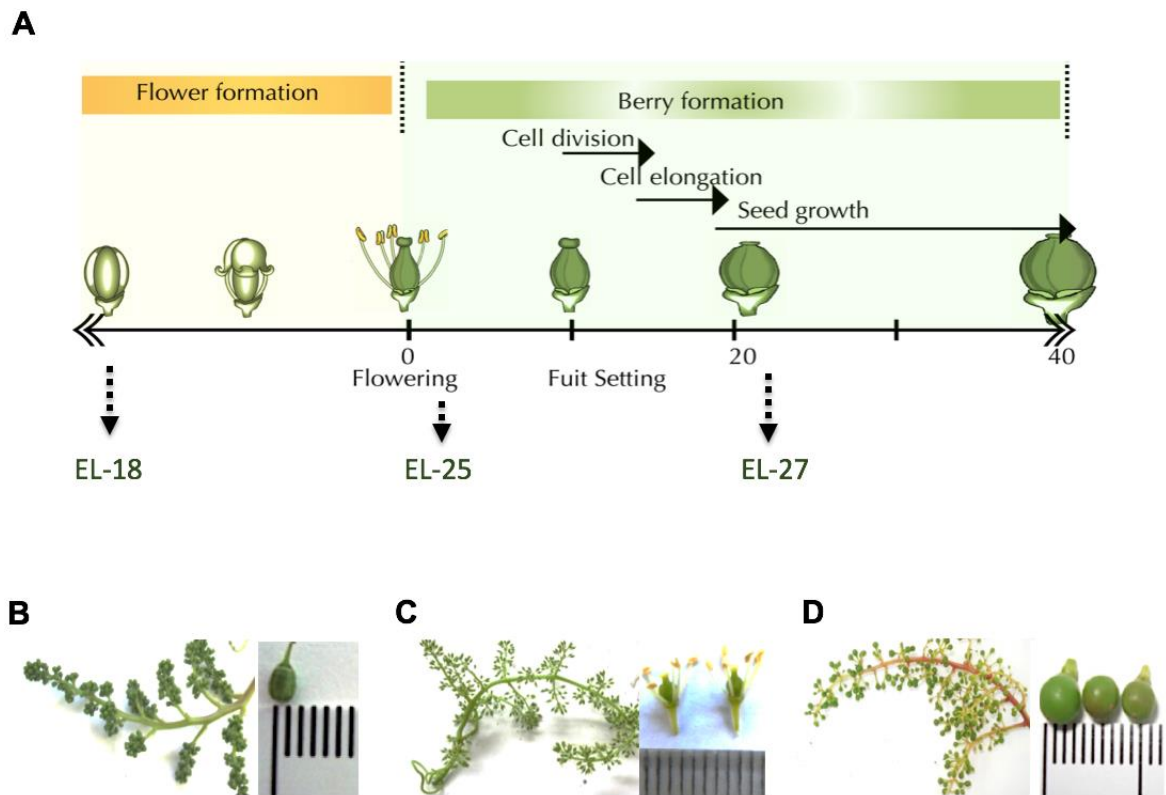 A
Flower formation
Berry formation
Cell division
Cell elongation
Seed growth
0
20
40
Flowering
Fuit Setting
EL-18
EL-25
EL-27
B
C
D